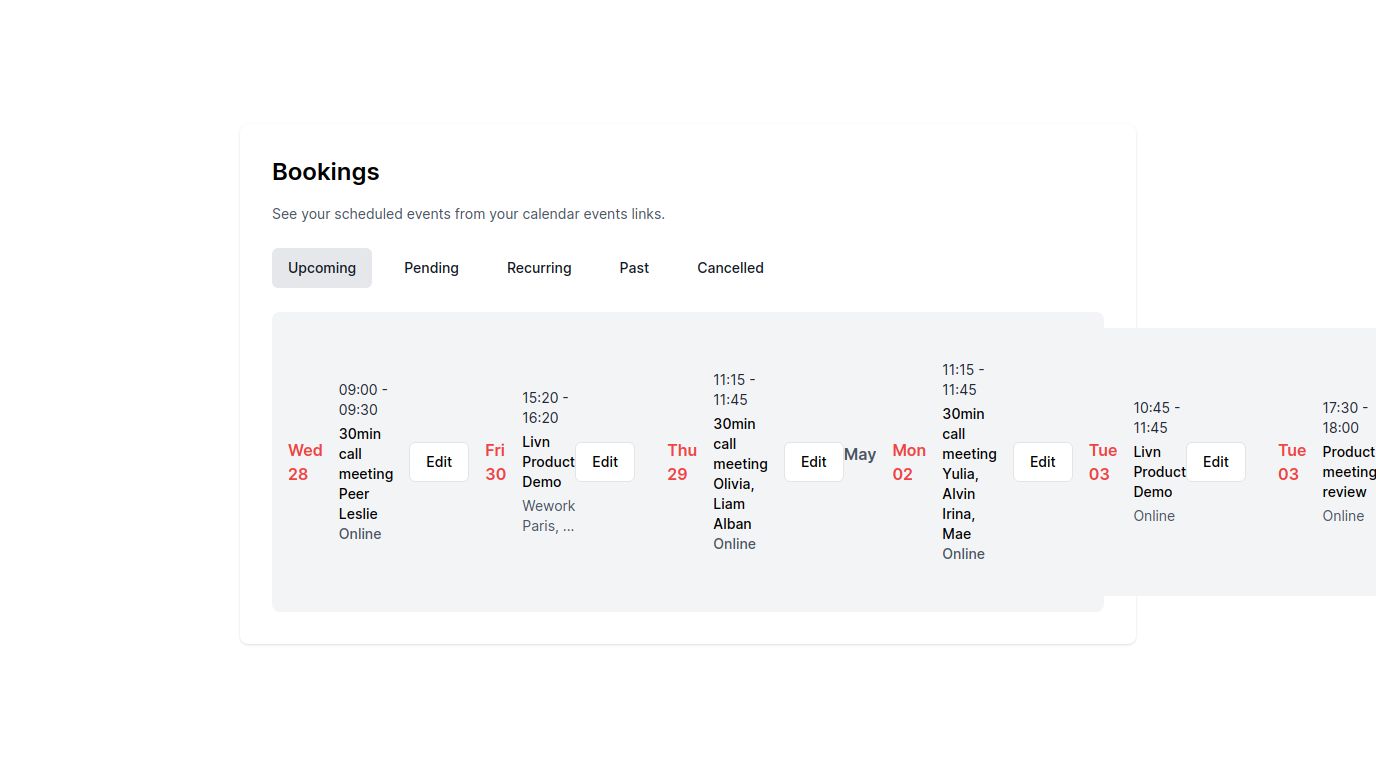 Bookings
See your scheduled events from your calendar events links.
Upcoming
Pending
Recurring
Past
Cancelled
Wed
28
09:00 -
09:30
30min
call
meeting
Peer
Leslie
Online
Edit
Fri
30
15:20 -
16:20
Livn
Product
Demo
Wework
Paris, ...
Edit
Thu
29
11:15 -
11:45
30min
call
meeting
Olivia,
Liam
Alban
Online
Edit
May
Mon
02
11:15 -
11:45
30min
call
meeting
Yulia,
Alvin
Irina,
Mae
Online
Edit
Tue
03
10:45 -
11:45
Livn
Product
Demo
Online
Edit
Tue
03
17:30 -
18:00
Product
meeting
review
Online